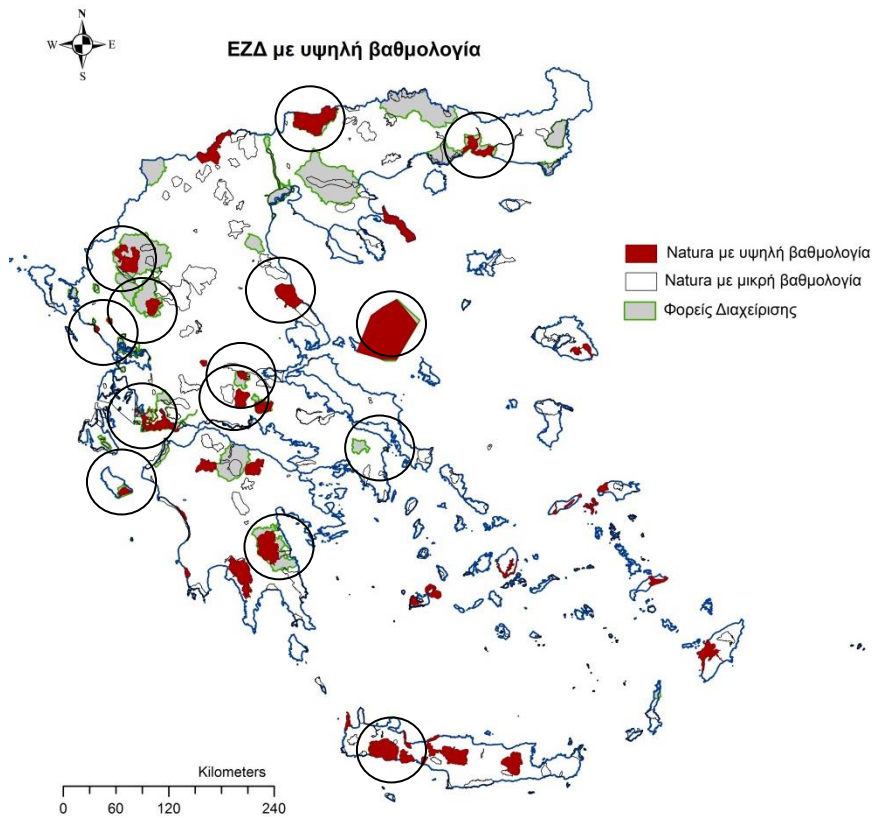 N
W E
S
ΕΖΔ με υψηλή βαθμολογία
Natura με υψηλή βαθμολογία
Natura με μικρή βαθμολογία
Φορείς Διαχείρισης
Kilometers
0 60 120 240